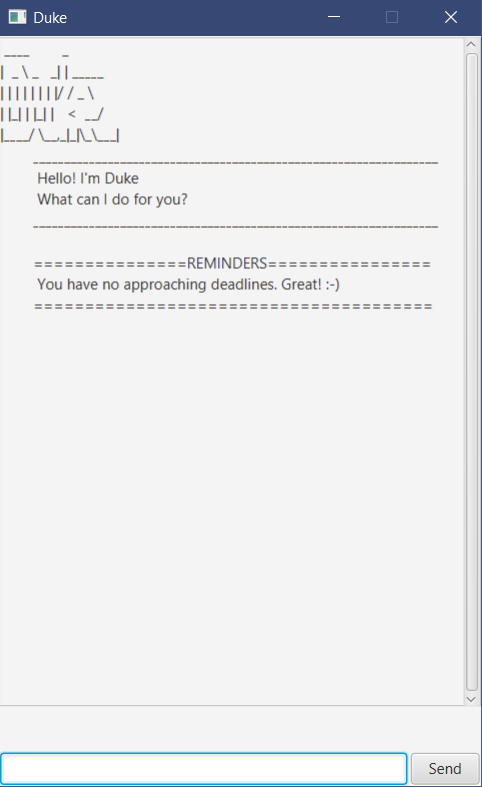 Duke
 ____        _
|  _ \ _   _| | _____
| | | | | | | |/ / _ \
| |_| | |_| |   <  __/
|____/ \__,_|_|\_\___|
____________________________________________________________
Hello! I'm Duke
What can I do for you?
____________________________________________________________
===============REMINDERS===============
You have no approaching deadlines. Great! :-)
=======================================
Send